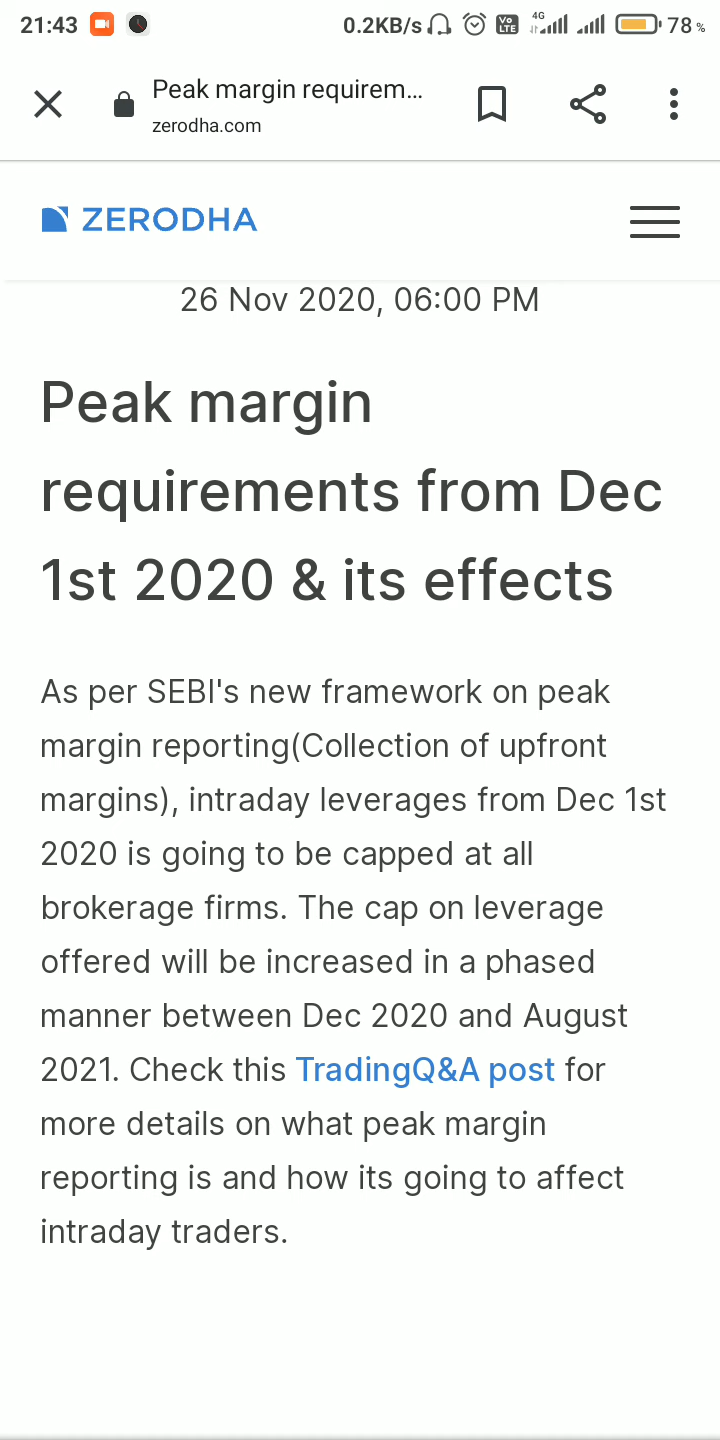 21:43 0.2KB/s Vo LTE 4G 78%
Peak margin requirem...
zerodha.com
ZERODHA
26 Nov 2020, 06:00 PM
Peak margin
requirements from Dec
1st 2020 & its effects
As per SEBI's new framework on peak
margin reporting(Collection of upfront
margins), intraday leverages from Dec 1st
2020 is going to be capped at all
brokerage firms. The cap on leverage
offered will be increased in a phased
manner between Dec 2020 and August
2021. Check this TradingQ&A post for
more details on what peak margin
reporting is and how its going to affect
intraday traders.